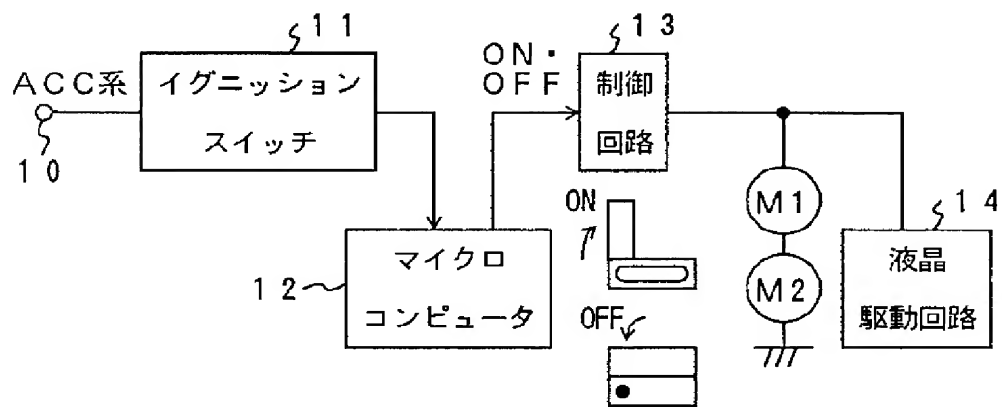 11
ACC系
10
イグニッション
スイッチ
ON・
OFF
13
制御
回路
12
マイクロ
コンピュータ
ON
OFF
M1
M2
14
液晶
駆動回路